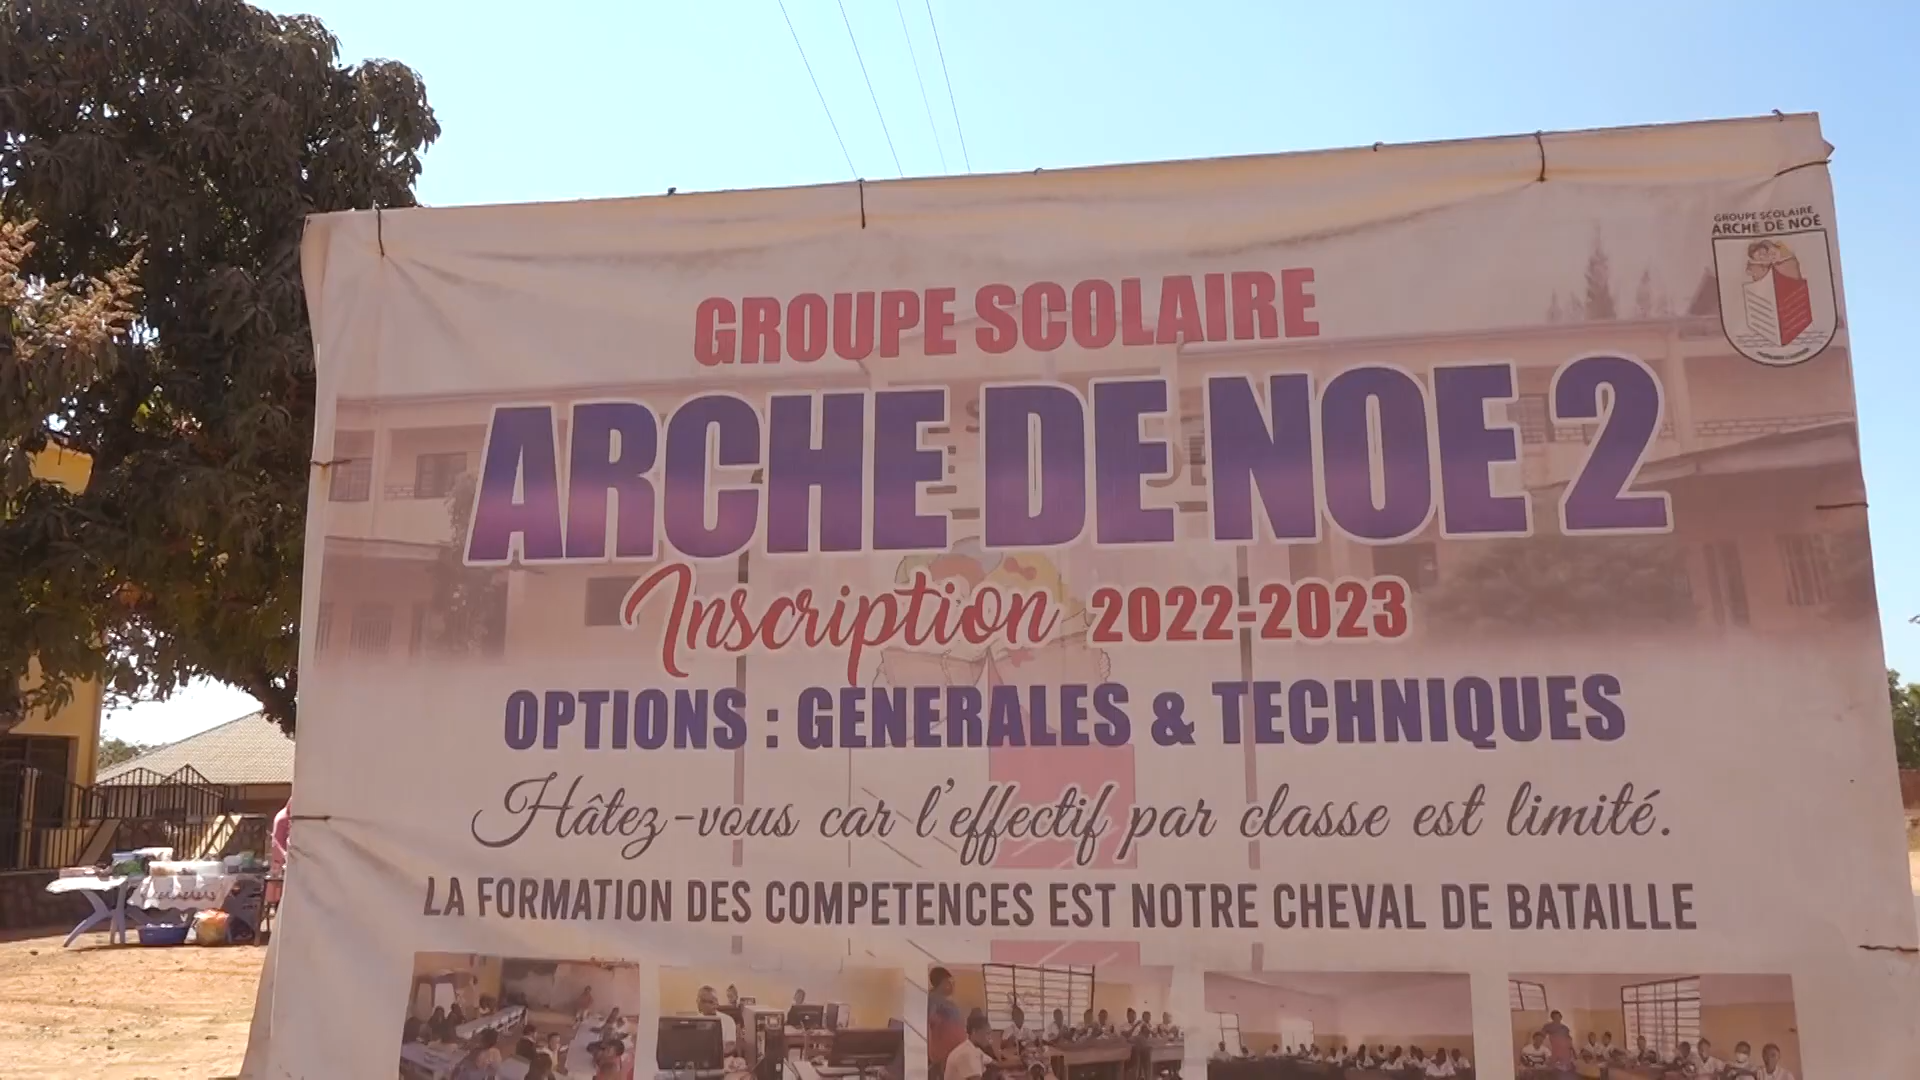 GROUPE SCOLAIRE
ARCHE DE NOÉ
GROUPE SCOLAIRE
ARCHE DE NOE 2
Inscription 2022-2023
OPTIONS : GENERALES & TECHNIQUES
Hâtez-vous car l'effectif par classe est limité.
LA FORMATION DES COMPETENCES EST NOTRE CHEVAL DE BATAILLE